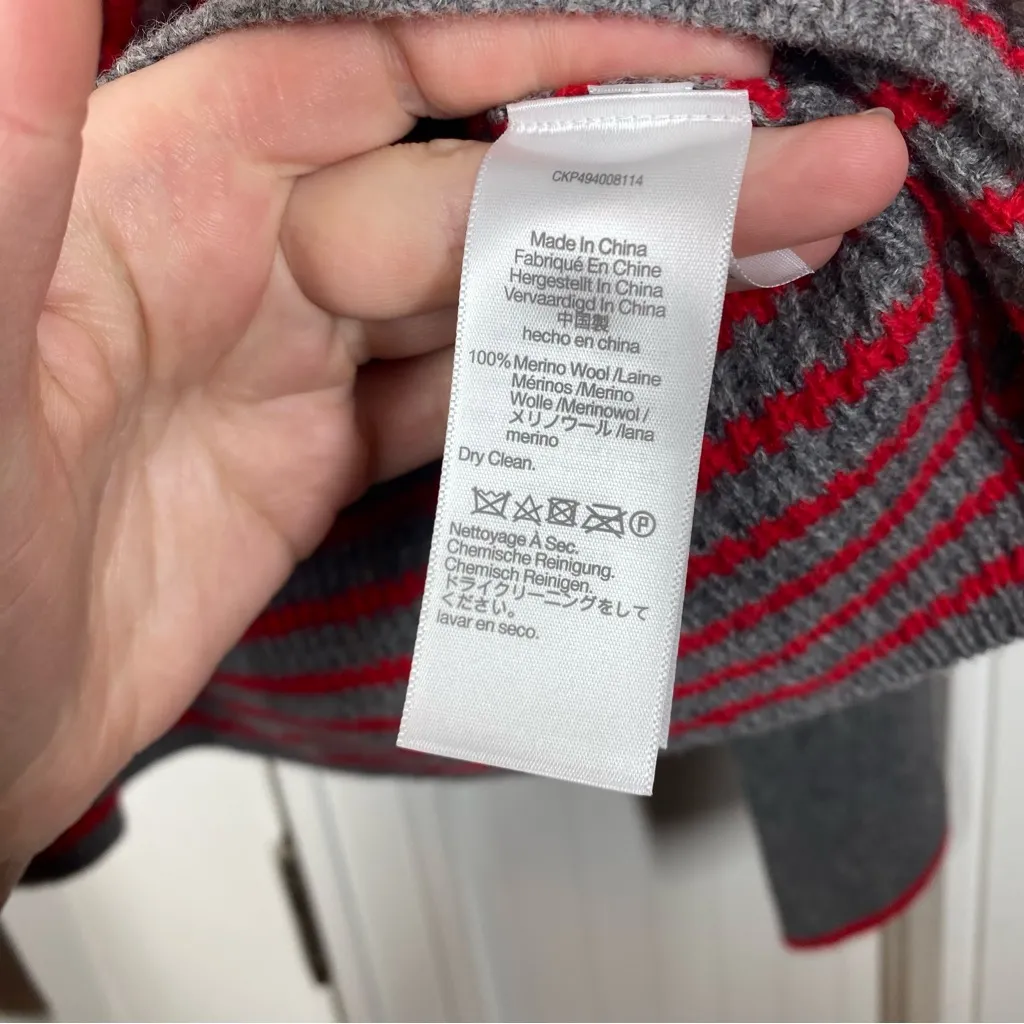 CKP494008114
Made In China
Fabriqué En Chine
Hergestellt In China
Vervaardigd In China
中国製
hecho en china
100% Merino Wool /Laine
Mérinos /Merino
Wolle /Merinowol /
メリノウール /lana
merino
Dry Clean.
P
Nettoyage À Sec.
Chemische Reinigung.
Chemisch Reinigen.
ドライクリーニングをして
ください。
lavar en seco.